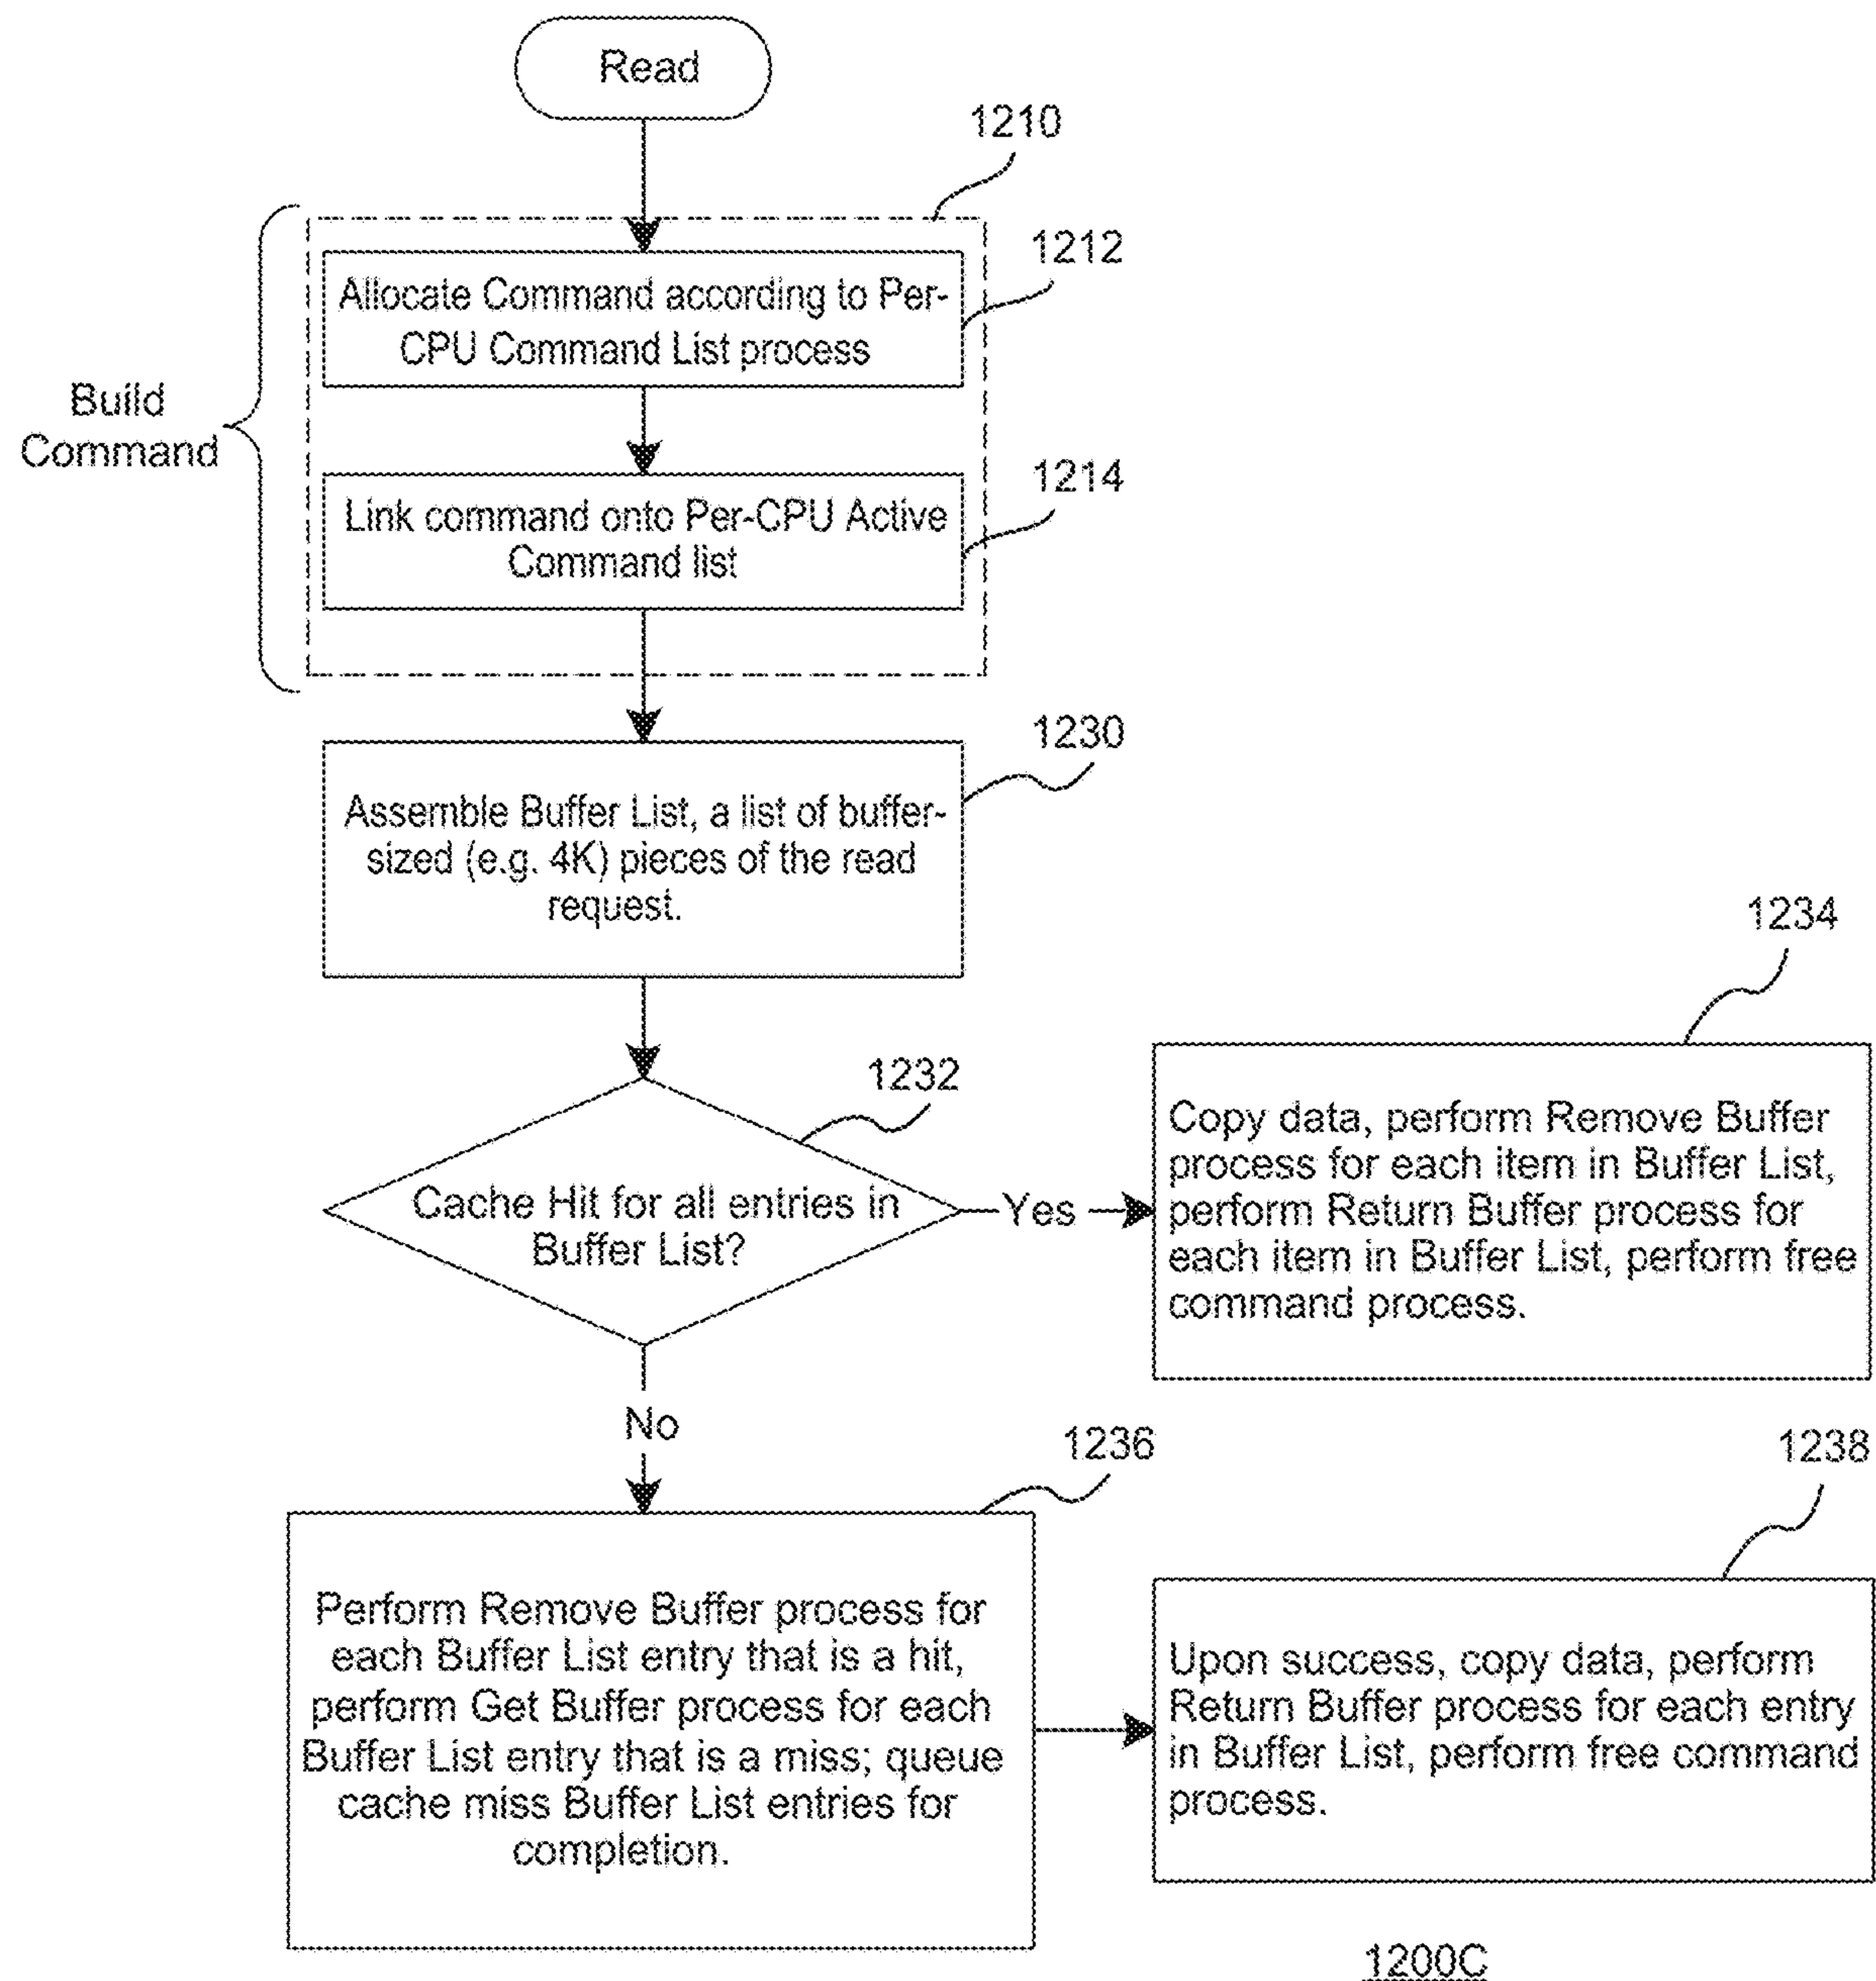 Read
1210
1212
Allocate Command according to Per-
CPU Command List process
Build
Command
1214
Link command onto Per-CPU Active
Command list
1230
Assemble Buffer List, a list of buffer-
sized (e.g. 4K) pieces of the read
request.
1234
1232
Copy data, perform Remove Buffer
process for each item in Buffer List,
perform Return Buffer process for
each item in Buffer List, perform free
command process.
Cache Hit for all entries in
Buffer List?
Yes
No
1236
1238
Perform Remove Buffer process for
each Buffer List entry that is a hit,
perform Get Buffer process for each
Buffer List entry that is a miss; queue
cache miss Buffer List entries for
completion.
Upon success, copy data, perform
Return Buffer process for each entry
in Buffer List, perform free command
process.
1200C